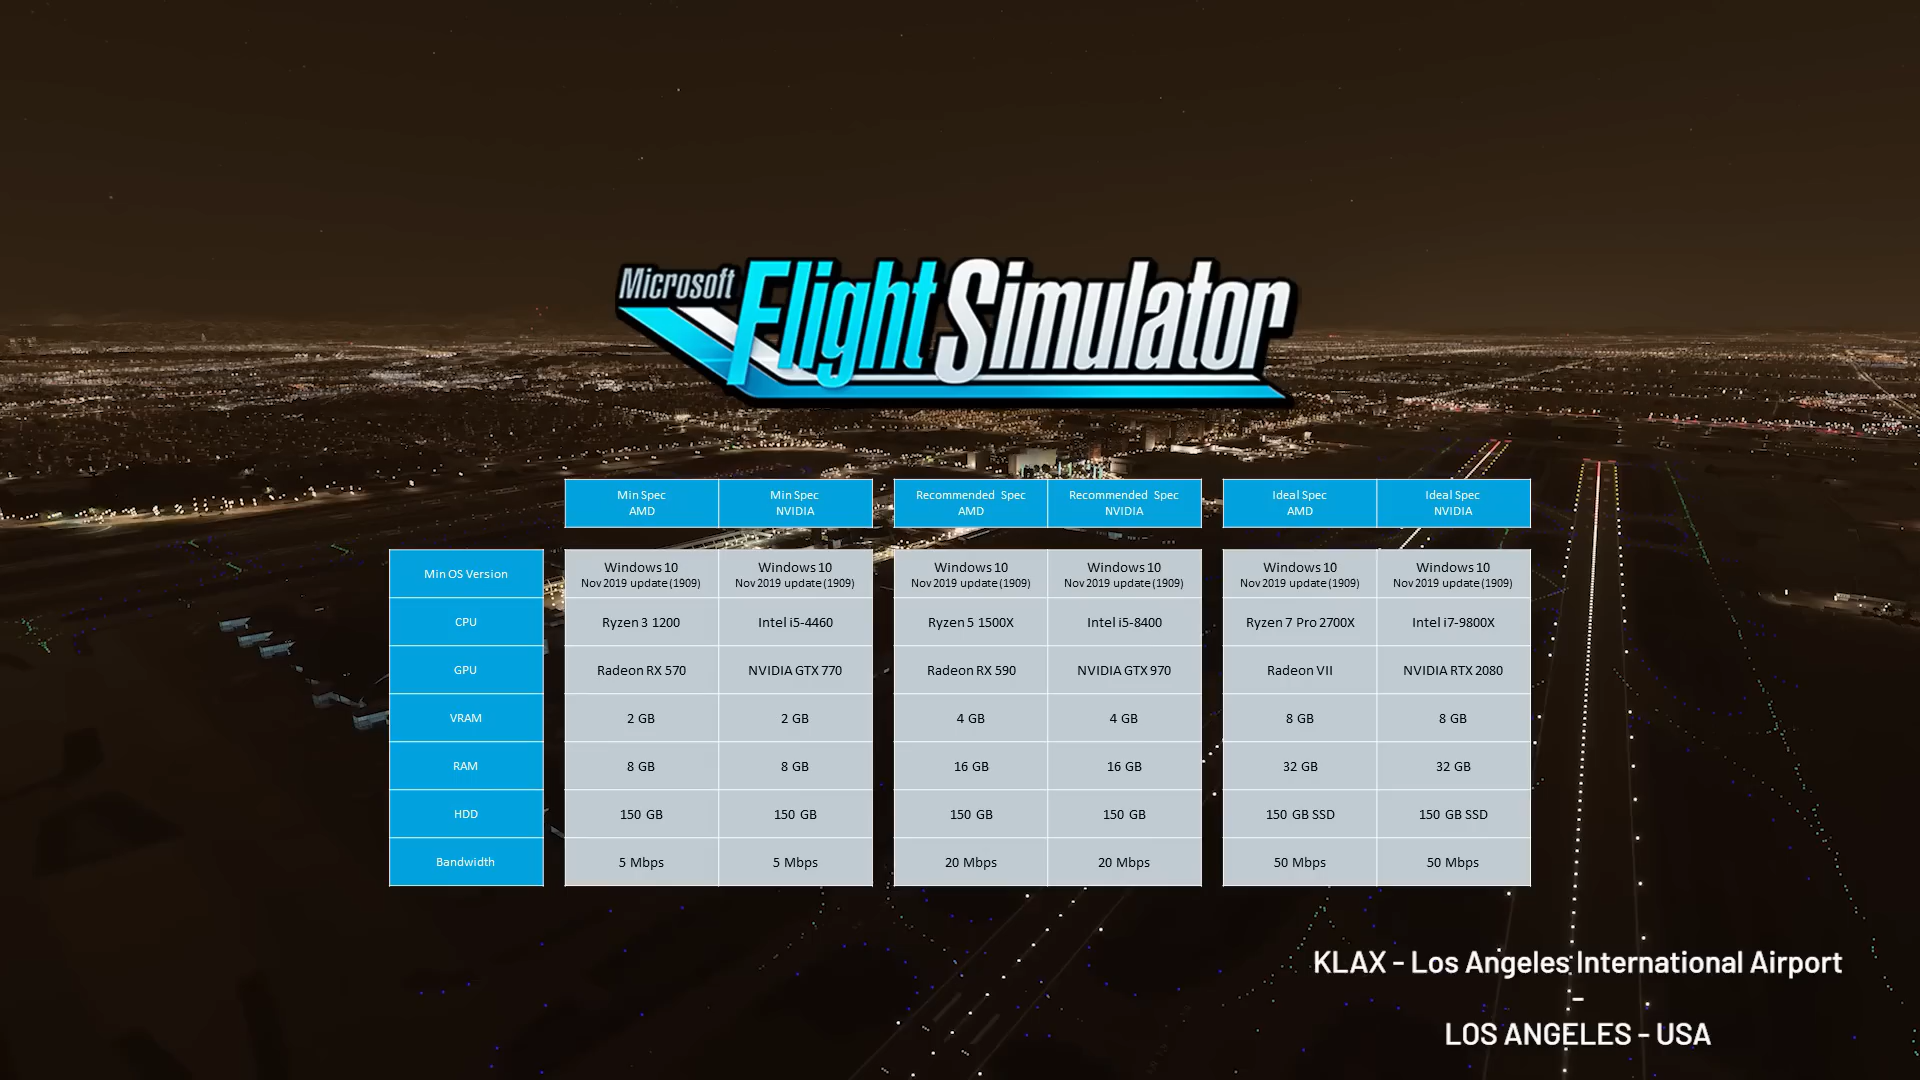 Microsoft Flight Simulator
Min Spec AMD
Min Spec NVIDIA
Recommended Spec AMD
Recommended Spec NVIDIA
Ideal Spec AMD
Ideal Spec NVIDIA
Min OS Version
Windows 10 Nov 2019 update (1909)
Windows 10 Nov 2019 update (1909)
Windows 10 Nov 2019 update (1909)
Windows 10 Nov 2019 update (1909)
Windows 10 Nov 2019 update (1909)
Windows 10 Nov 2019 update (1909)
CPU
Ryzen 3 1200
Intel i5-4460
Ryzen 5 1500X
Intel i5-8400
Ryzen 7 Pro 2700X
Intel i7-9800X
GPU
Radeon RX 570
NVIDIA GTX 770
Radeon RX 590
NVIDIA GTX 970
Radeon VII
NVIDIA RTX 2080
VRAM
2 GB
2 GB
4 GB
4 GB
8 GB
8 GB
RAM
8 GB
8 GB
16 GB
16 GB
32 GB
32 GB
HDD
150 GB
150 GB
150 GB
150 GB
150 GB SSD
150 GB SSD
Bandwidth
5 Mbps
5 Mbps
20 Mbps
20 Mbps
50 Mbps
50 Mbps
KLAX - Los Angeles International Airport
-
LOS ANGELES - USA